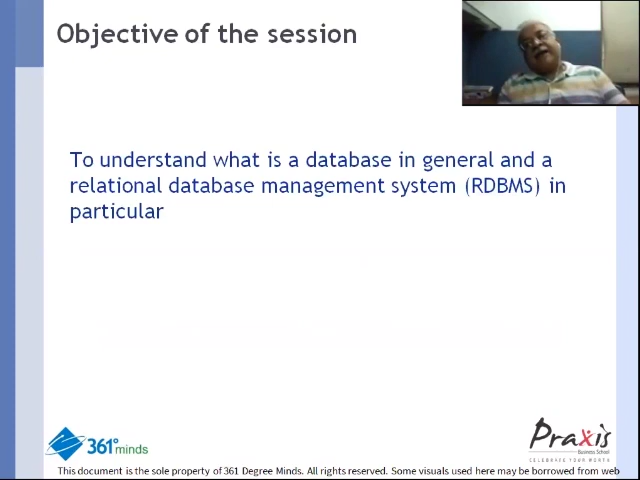 Objective of the session
To understand what is a database in general and a
relational database management system (RDBMS) in
particular
361° minds
Praxis
Business School
CELEBRATE YOUR WORTH
This document is the sole property of 361 Degree Minds. All rights reserved. Some visuals used here may be borrowed from web